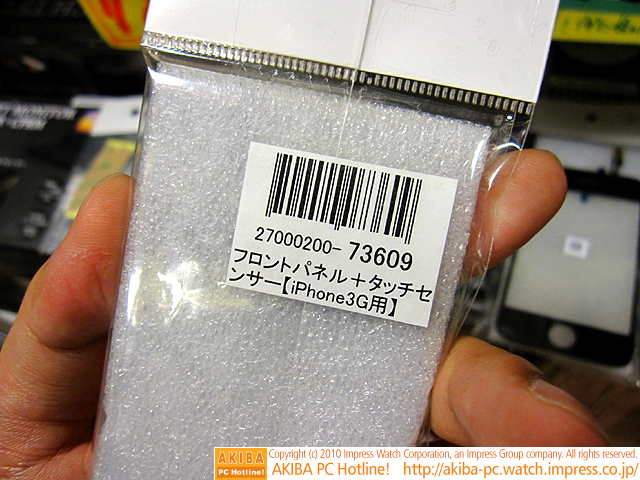 27000200-73609
フロントパネル＋タッチセ
ンサー【iPhone3G用】
AKIBA
PC Hotline!
Copyright (c) 2010 Impress Watch Corporation, an Impress Group company. All rights reserved.
AKIBA PC Hotline! http://akiba-pc.watch.impress.co.jp/